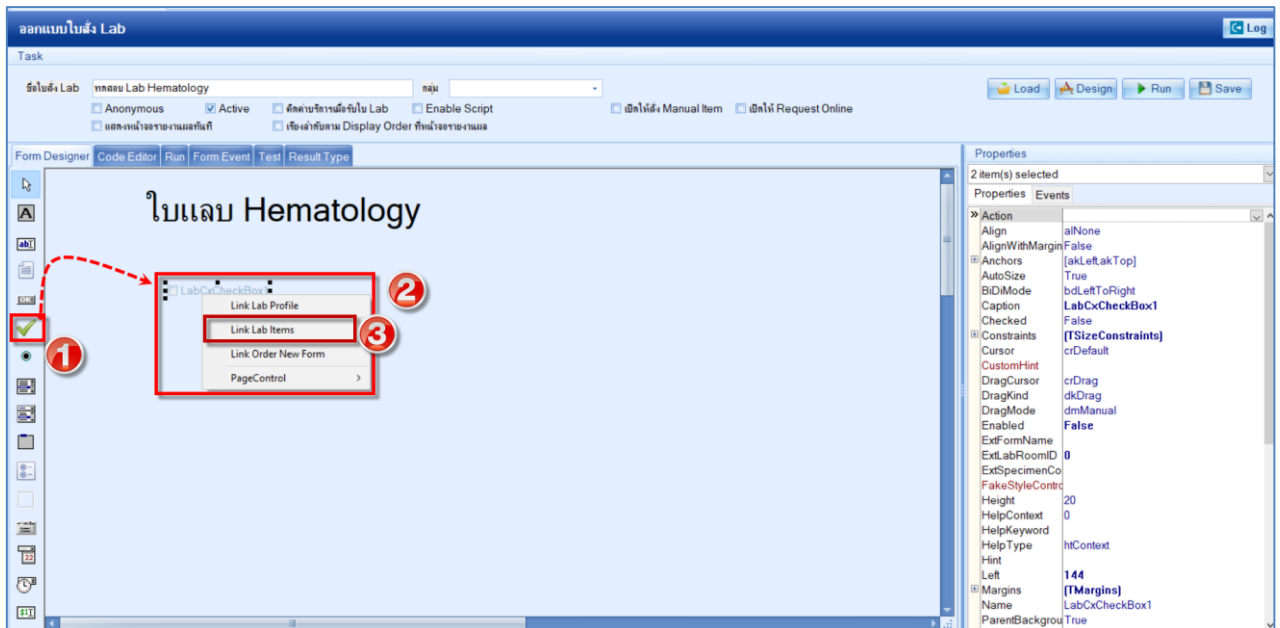 ออกแบบใบสั่ง Lab
Log
Task
ชื่อใบสั่ง Lab ทดสอบ Lab Hematology กลุ่ม
Load Design Run Save
Anonymous Active คิดค่าบริการเมื่อรับใบ Lab Enable Script เปิดให้สั่ง Manual Item เปิดให้ Request Online
แสดงหน้าจอรายงานผลทันที เรียงลำดับตาม Display Order ที่หน้าจอรายงานผล
Form Designer Code Editor Run Form Event Test Result Type
ใบแลบ Hematology
LabCxCheckBox1
Link Lab Profile
Link Lab Items
Link Order New Form
PageControl
1
2
3
A
abI
OK
22
$1I
Properties
2 item(s) selected
Properties Events
Action
Align alNone
AlignWithMargin False
Anchors [akLeft,akTop]
AutoSize True
BiDiMode bdLeftToRight
Caption LabCxCheckBox1
Checked False
Constraints (TSizeConstraints)
Cursor crDefault
CustomHint
DragCursor crDrag
DragKind dkDrag
DragMode dmManual
Enabled False
ExtFormName
ExtLabRoomID 0
ExtSpecimenCo
FakeStyleContro
Height 20
HelpContext 0
HelpKeyword
HelpType htContext
Hint
Left 144
Margins (TMargins)
Name LabCxCheckBox1
ParentBackgrou True